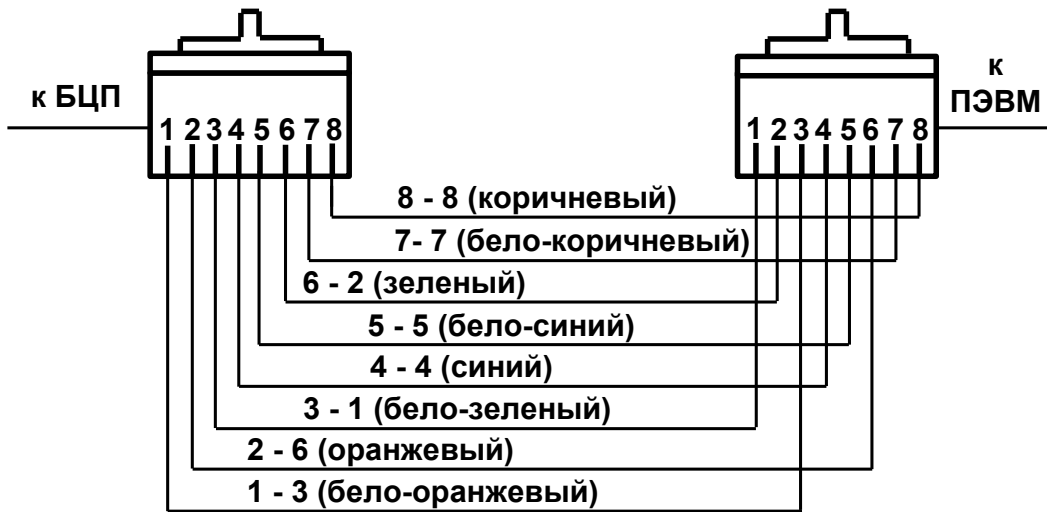 к БЦП
1 2 3 4 5 6 7 8
к
ПЭВМ
1 2 3 4 5 6 7 8
8 - 8 (коричневый)
7- 7 (бело-коричневый)
6 - 2 (зеленый)
5 - 5 (бело-синий)
4 - 4 (синий)
3 - 1 (бело-зеленый)
2 - 6 (оранжевый)
1 - 3 (бело-оранжевый)